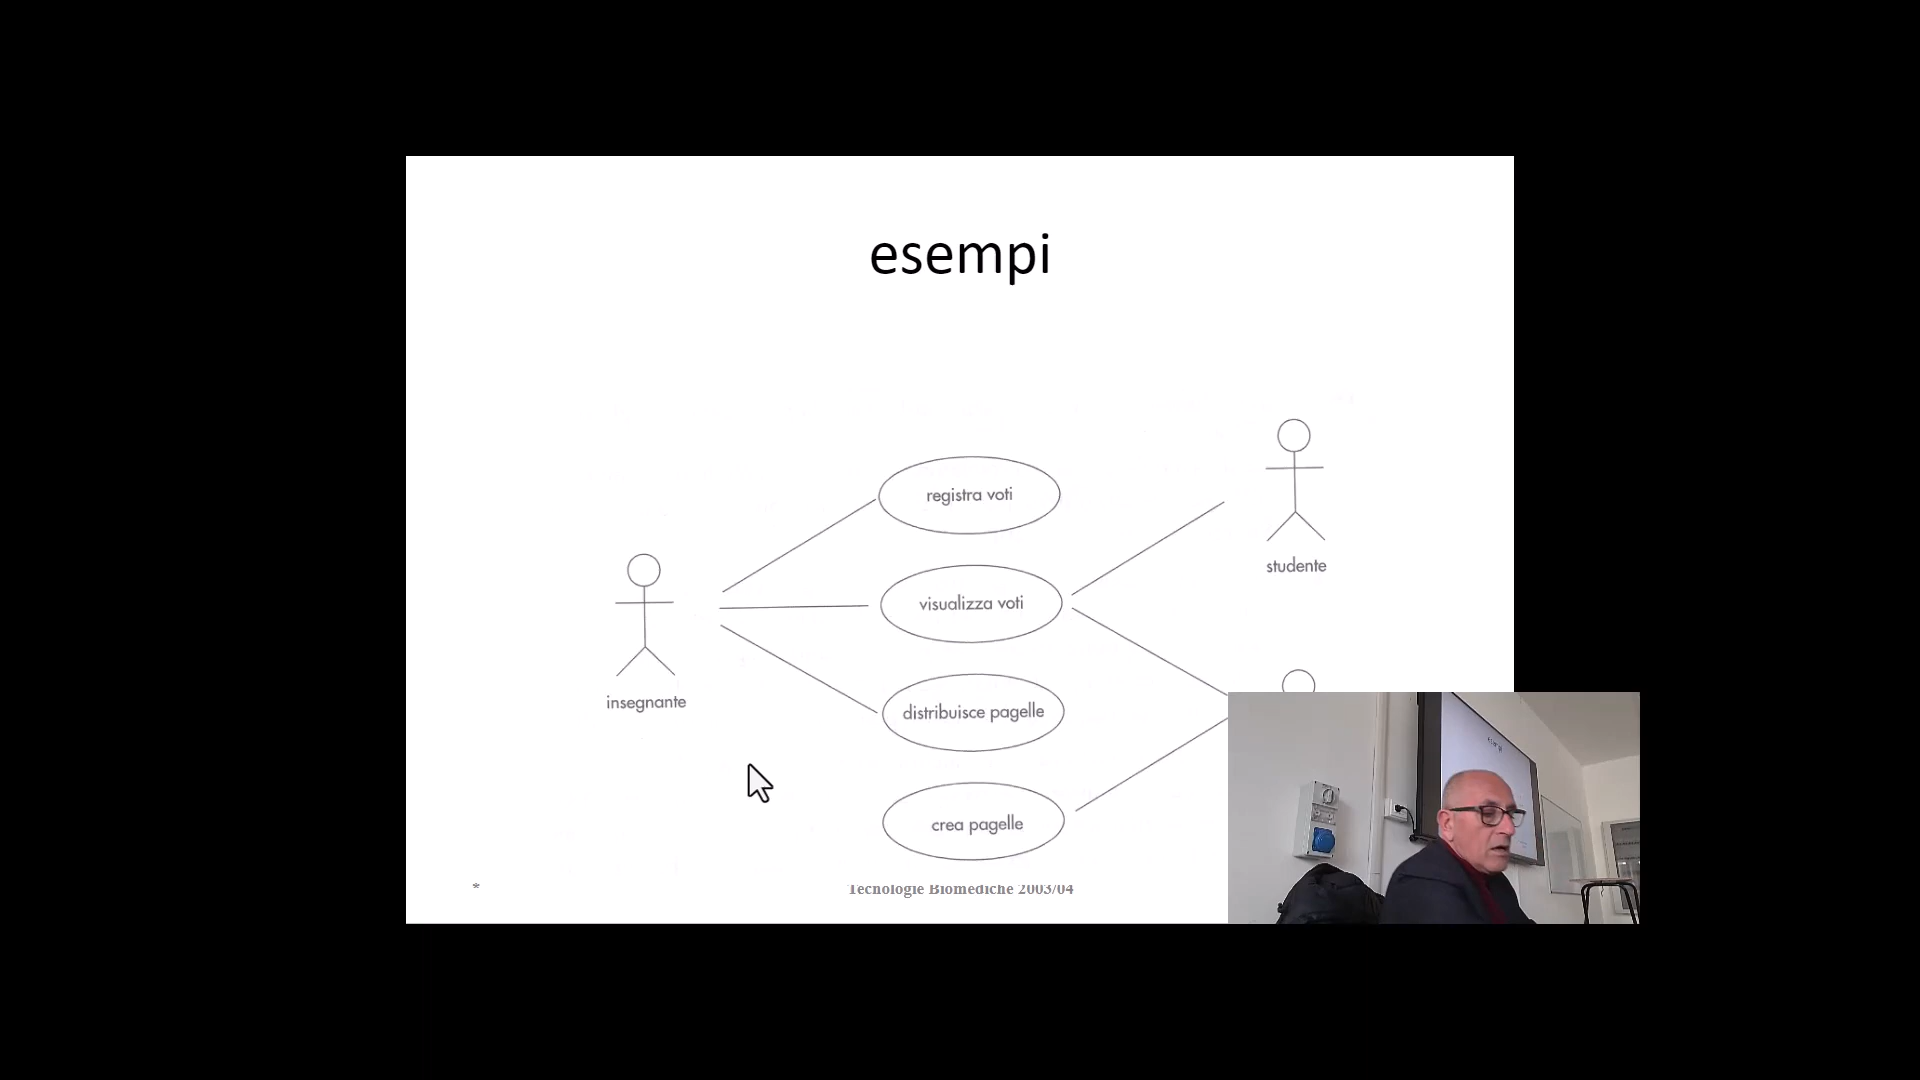 esempi
registra voti
studente
visualizza voti
insegnante
distribuisce pagelle
crea pagelle
*
Tecnologie Biomediche 2003/04